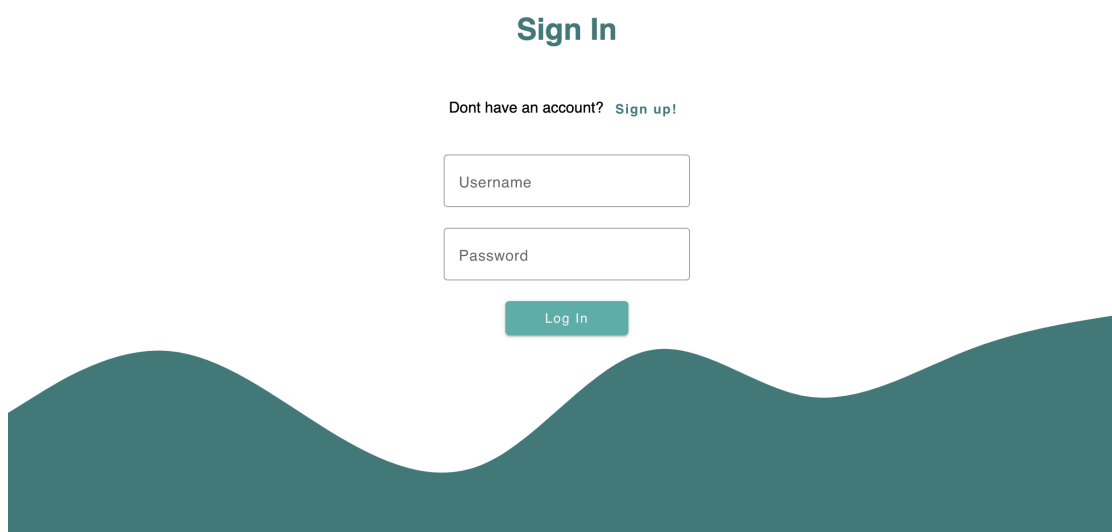 Sign In
Dont have an account? Sign up!
Username
Password
Log In